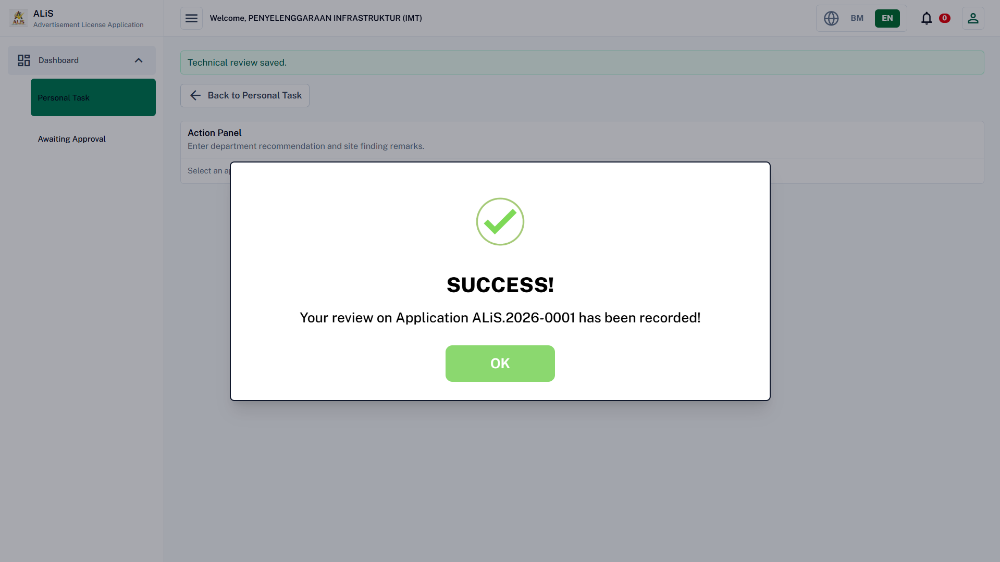 ALiS
Advertisement License Application
Welcome, PENYELENGGARAAN INFRASTRUKTUR (IMT)
BM
EN
0
Dashboard
Personal Task
Awaiting Approval
Technical review saved.
Back to Personal Task
Action Panel
Enter department recommendation and site finding remarks.
Select an
SUCCESS!
Your review on Application ALiS.2026-0001 has been recorded!
OK